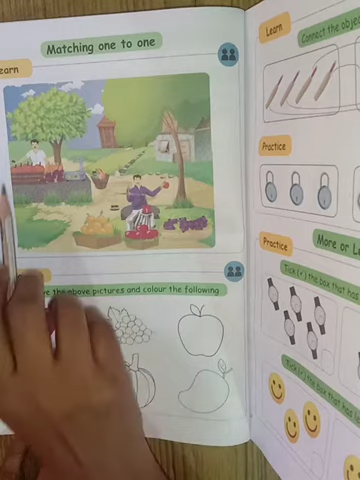 Matching one to one
earn
e the above pictures and colour the following
Learn
Connect the obje
Practice
Practice
More or Le
Tick (✓) the box that has
Tick (✓) the box that has